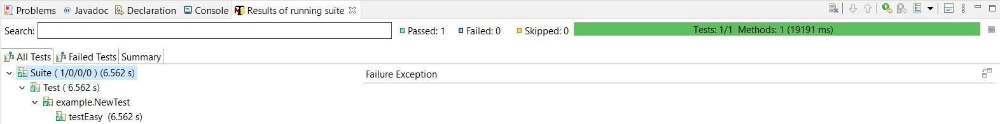 Problems @ Javadoc Declaration Console Results of running suite
Search: Passed: 1 Failed: 0 Skipped: 0 Tests: 1/1 Methods: 1 (19191 ms)
All Tests Failed Tests Summary
Suite ( 1/0/0/0 ) (6.562 s) Failure Exception
Test ( 6.562 s)
example.NewTest
testEasy (6.562 s)